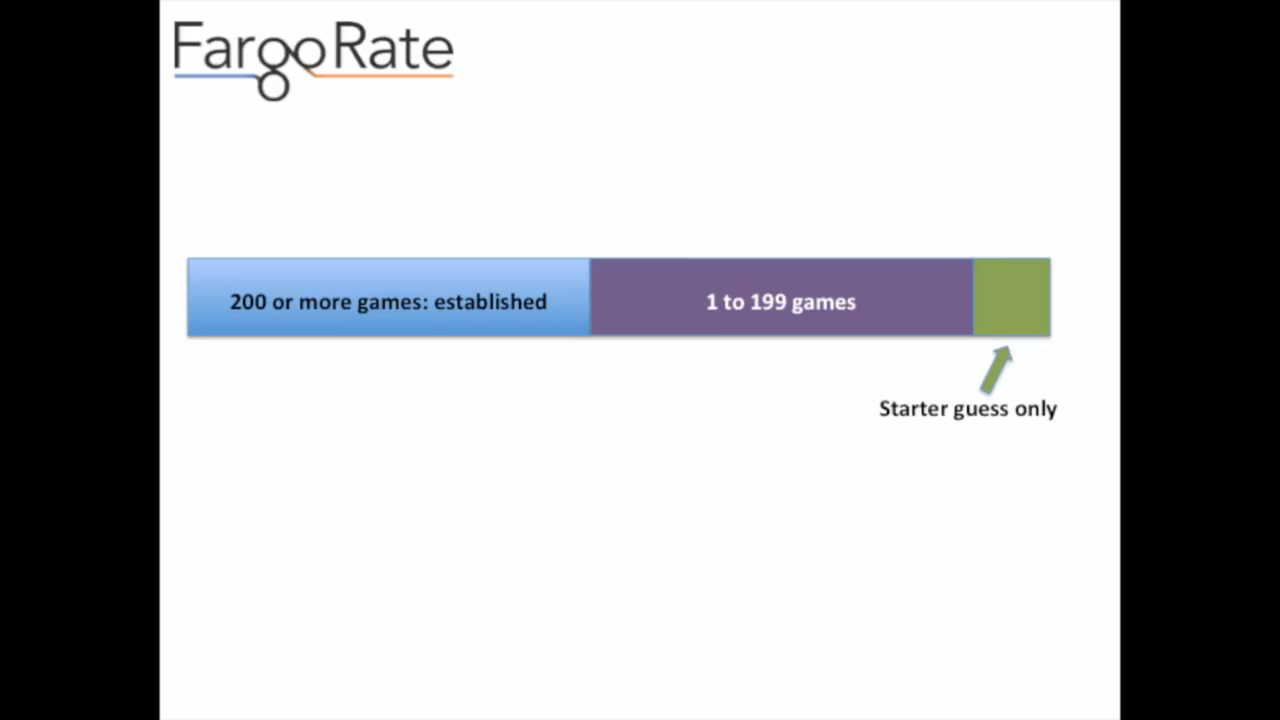 FargoRate
200 or more games: established
1 to 199 games
Starter guess only